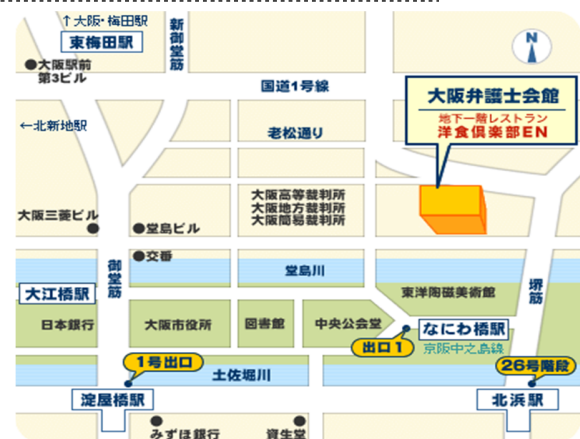 ↑大阪・梅田駅
東梅田駅
新御堂筋
N
●大阪駅前
第3ビル
国道1号線
大阪弁護士会館
地下一階レストラン
洋食倶楽部EN
←北新地駅
老松通り
大阪高等裁判所
大阪地方裁判所
大阪簡易裁判所
大阪三菱ビル
●堂島ビル
●交番
御堂筋
堂島川
堺筋
大江橋駅
東洋陶磁美術館
日本銀行
大阪市役所
図書館
中央公会堂
なにわ橋駅
出口1
京阪中之島線
1号出口
土佐堀川
26号階段
淀屋橋駅
北浜駅
みずほ銀行
資生堂